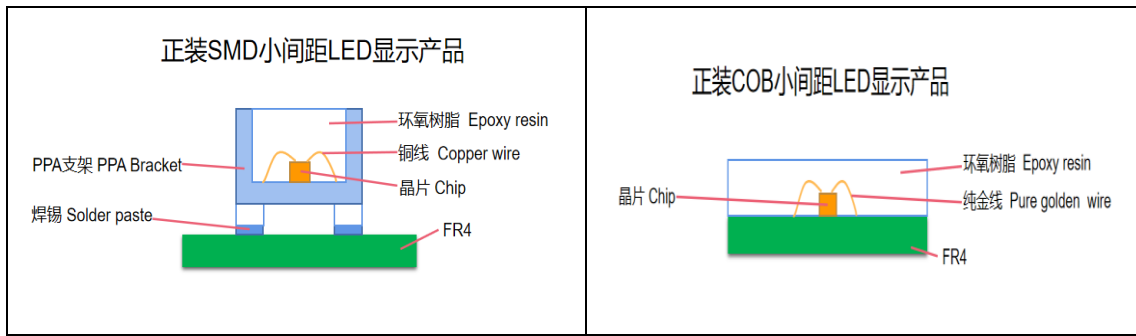 正装SMD小间距LED显示产品
环氧树脂 Epoxy resin
铜线 Copper wire
PPA支架 PPA Bracket
晶片 Chip
焊锡 Solder paste
FR4
正装COB小间距LED显示产品
环氧树脂 Epoxy resin
晶片 Chip
纯金线 Pure golden wire
FR4